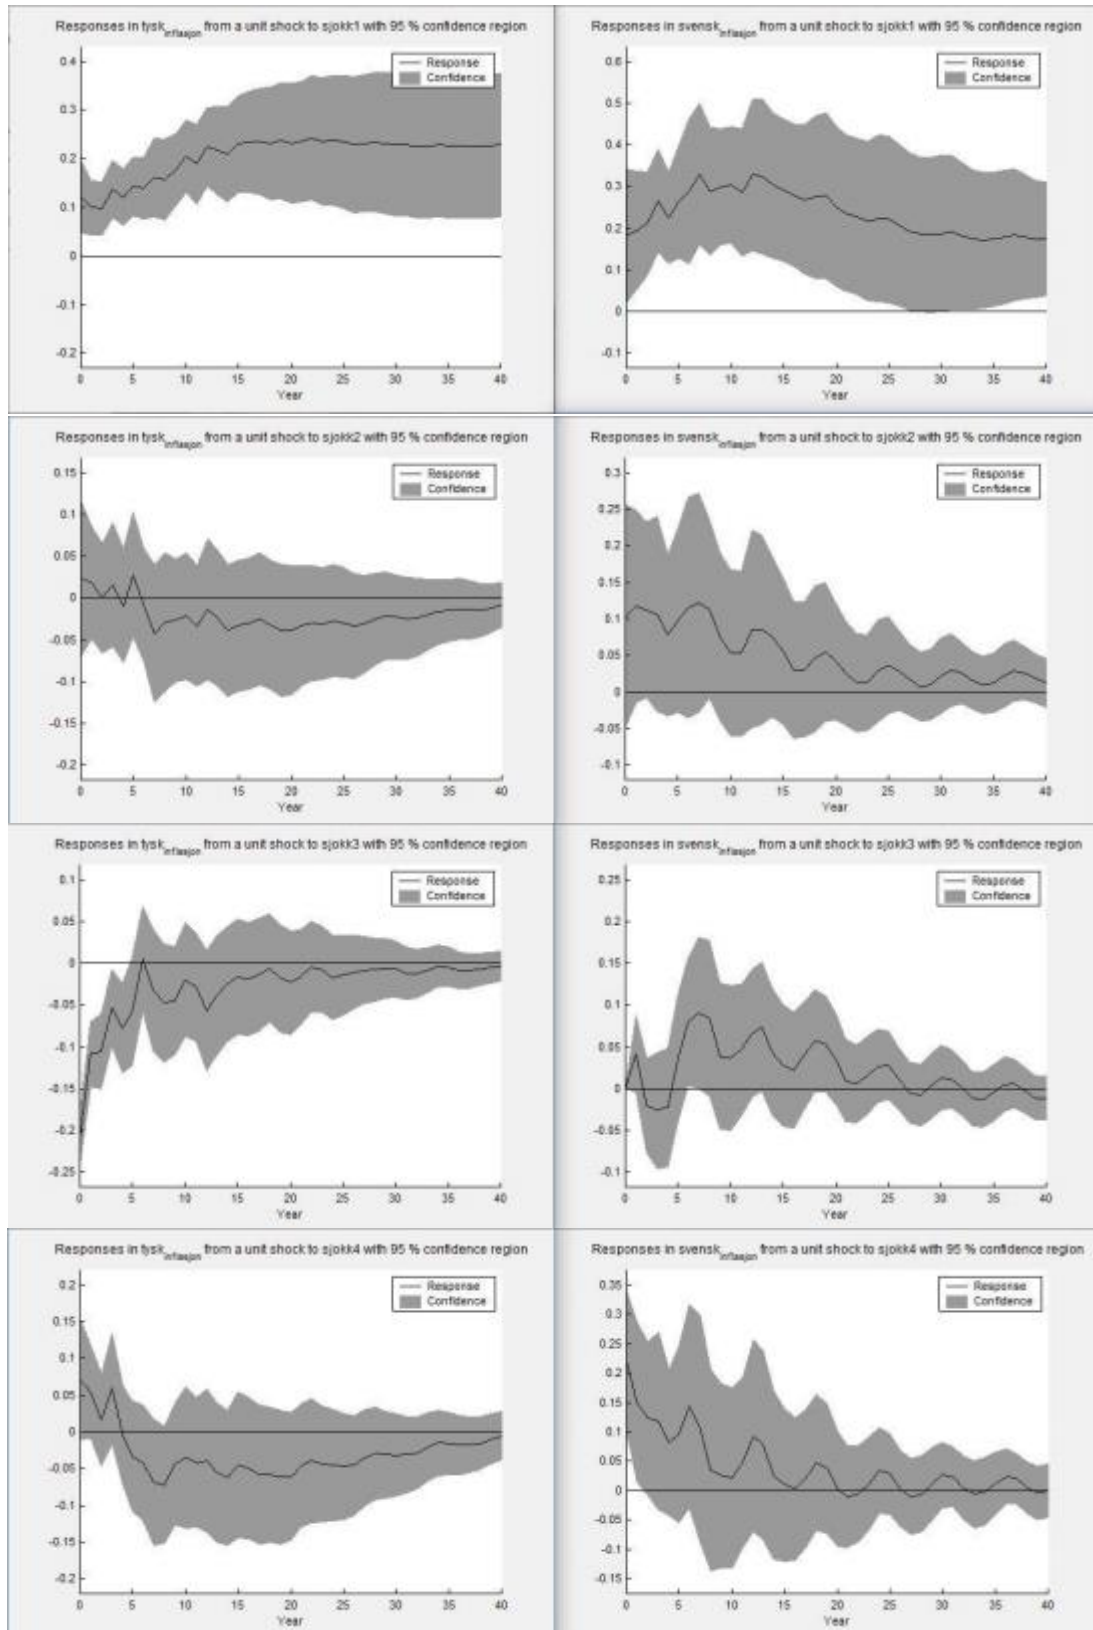 Responses in tysk_inflasjon from a unit shock to sjokk1 with 95 % confidence region
Response
Confidence
0.4
0.3
0.2
0.1
0
-0.1
-0.2
0 5 10 15 20 25 30 35 40
Year
Responses in svensk_inflasjon from a unit shock to sjokk1 with 95 % confidence region
Response
Confidence
0.6
0.5
0.4
0.3
0.2
0.1
0
-0.1
0 5 10 15 20 25 30 35 40
Year
Responses in tysk_inflasjon from a unit shock to sjokk2 with 95 % confidence region
Response
Confidence
0.15
0.1
0.05
0
-0.05
-0.1
-0.15
-0.2
0 5 10 15 20 25 30 35 40
Year
Responses in svensk_inflasjon from a unit shock to sjokk2 with 95 % confidence region
Response
Confidence
0.3
0.25
0.2
0.15
0.1
0.05
0
-0.05
-0.1
0 5 10 15 20 25 30 35 40
Year
Responses in tysk_inflasjon from a unit shock to sjokk3 with 95 % confidence region
Response
Confidence
0.1
0.05
0
-0.05
-0.1
-0.15
-0.2
-0.25
0 5 10 15 20 25 30 35 40
Year
Responses in svensk_inflasjon from a unit shock to sjokk3 with 95 % confidence region
Response
Confidence
0.25
0.2
0.15
0.1
0.05
0
-0.05
-0.1
0 5 10 15 20 25 30 35 40
Year
Responses in tysk_inflasjon from a unit shock to sjokk4 with 95 % confidence region
Response
Confidence
0.2
0.15
0.1
0.05
0
-0.05
-0.1
-0.15
-0.2
0 5 10 15 20 25 30 35 40
Year
Responses in svensk_inflasjon from a unit shock to sjokk4 with 95 % confidence region
Response
Confidence
0.35
0.3
0.25
0.2
0.15
0.1
0.05
0
-0.05
-0.1
-0.15
0 5 10 15 20 25 30 35 40
Year